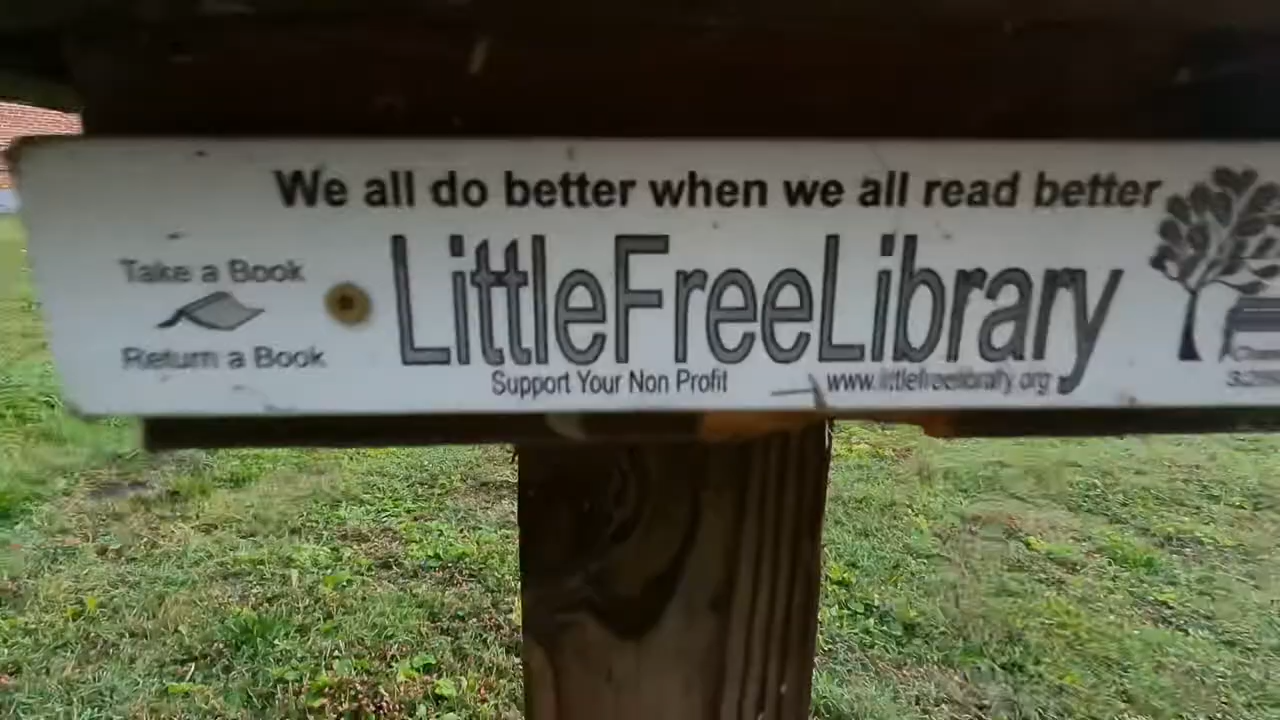 We all do better when we all read better
Take a Book
LittleFreeLibrary
Return a Book
Support Your Non Profit
www.littlefreelibrary.org